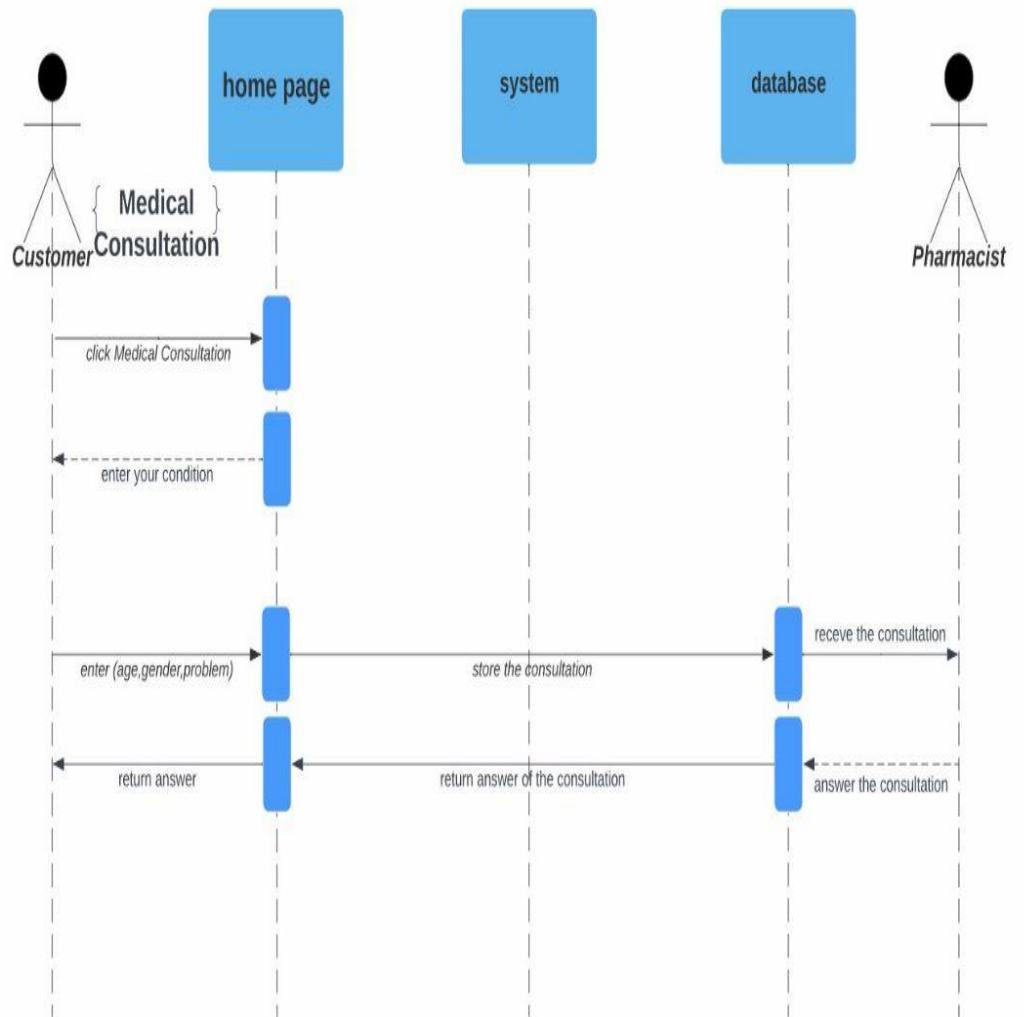 home page
system
database
{ Medical
Consultation }
Customer
Pharmacist
click Medical Consultation
enter your condition
receve the consultation
enter (age,gender,problem)
store the consultation
return answer
return answer of the consultation
answer the consultation